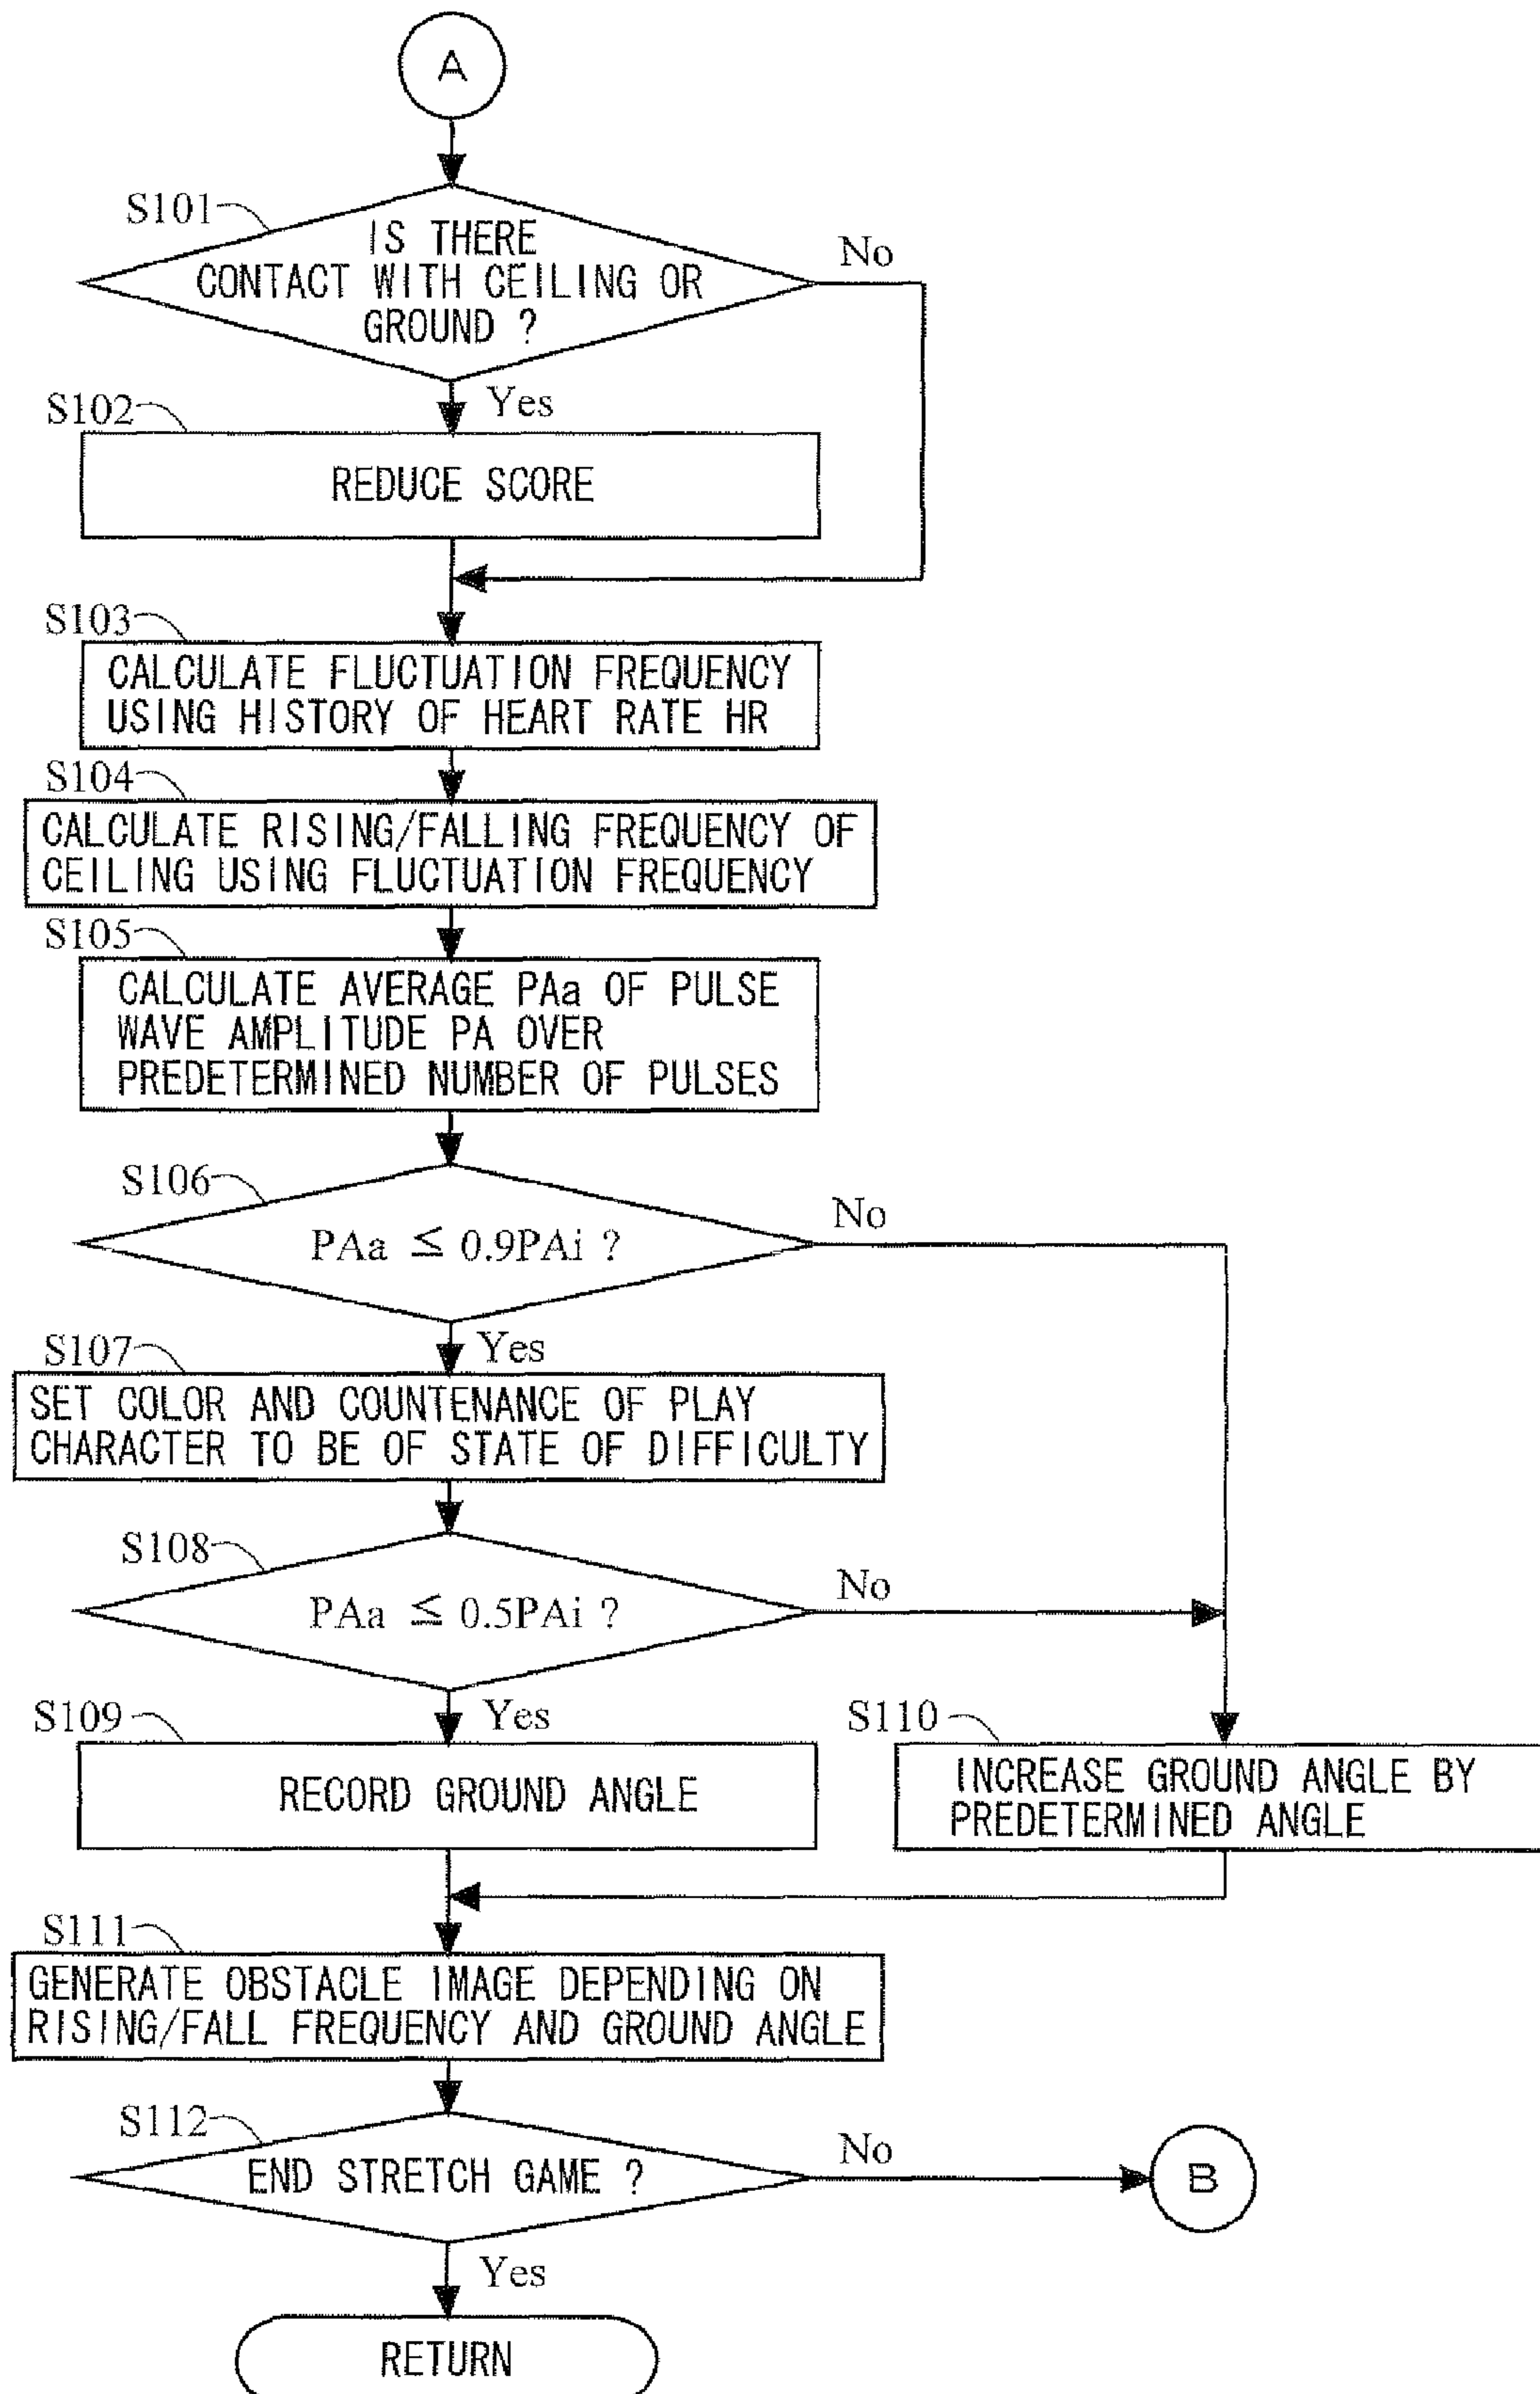 A
S101
IS THERE
CONTACT WITH CEILING OR
GROUND ?
No
Yes
S102
REDUCE SCORE
S103
CALCULATE FLUCTUATION FREQUENCY
USING HISTORY OF HEART RATE HR
S104
CALCULATE RISING/FALLING FREQUENCY OF
CEILING USING FLUCTUATION FREQUENCY
S105
CALCULATE AVERAGE PAa OF PULSE
WAVE AMPLITUDE PA OVER
PREDETERMINED NUMBER OF PULSES
S106
PAa ≦ 0.9PAi ?
No
Yes
S107
SET COLOR AND COUNTENANCE OF PLAY
CHARACTER TO BE OF STATE OF DIFFICULTY
S108
PAa ≦ 0.5PAi ?
No
Yes
S109
RECORD GROUND ANGLE
S110
INCREASE GROUND ANGLE BY
PREDETERMINED ANGLE
S111
GENERATE OBSTACLE IMAGE DEPENDING ON
RISING/FALL FREQUENCY AND GROUND ANGLE
S112
END STRETCH GAME ?
No
B
Yes
RETURN